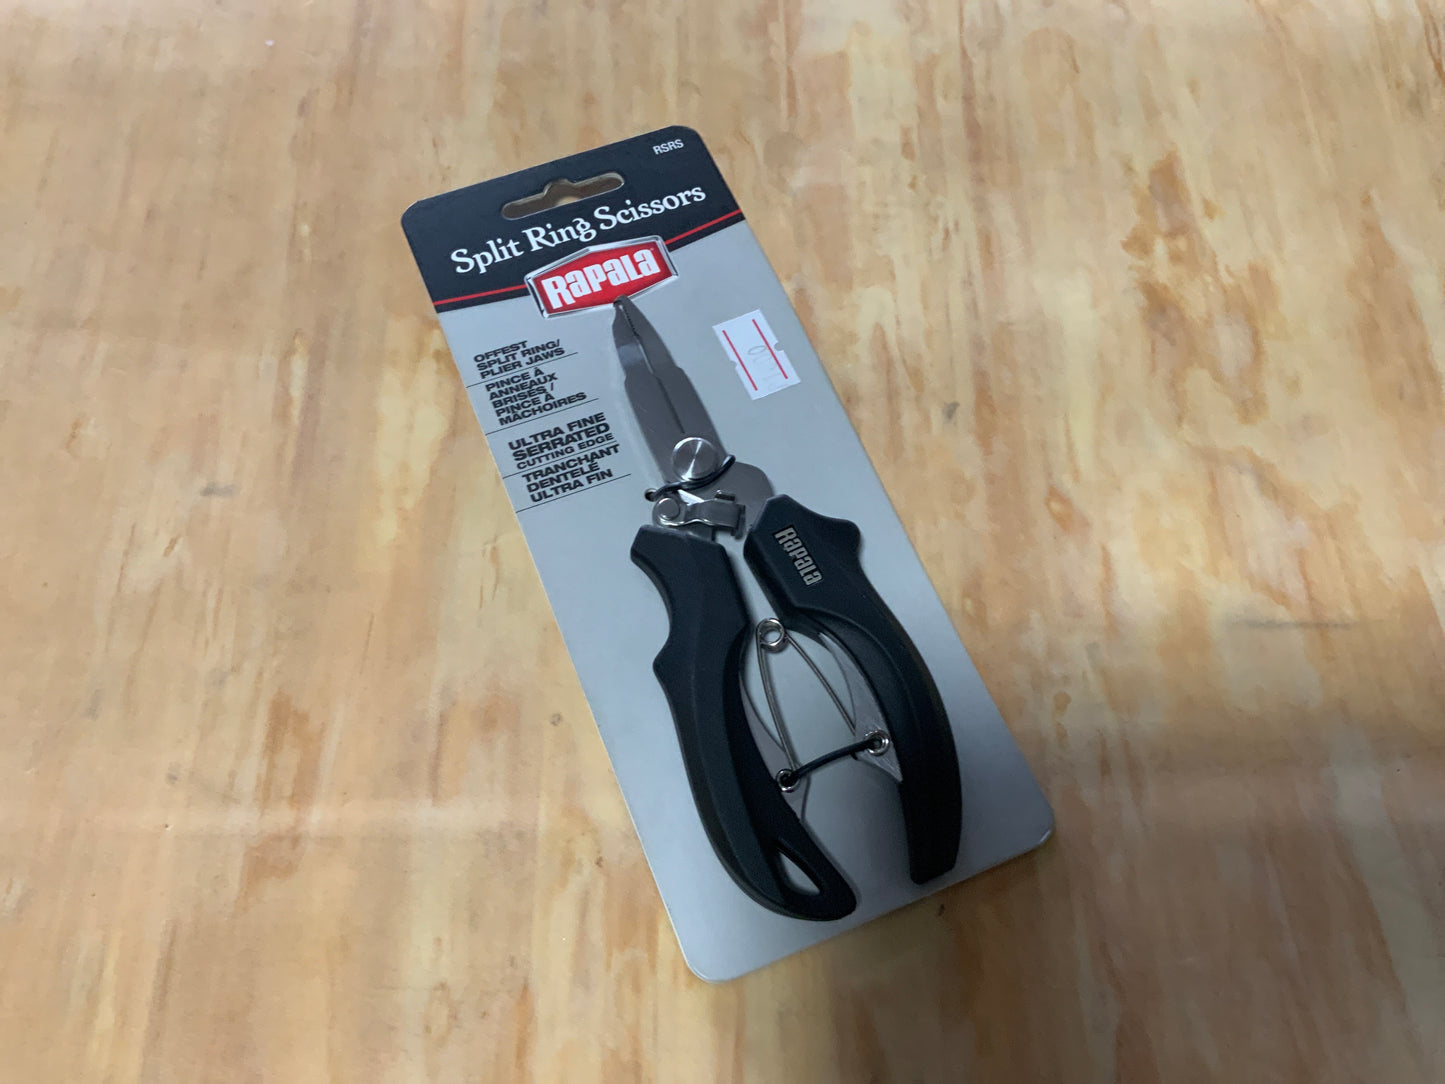 RSRS
Split Ring Scissors
Rapala
OFFEST
SPLIT RING/
PLIER JAWS
PINCE À
ANNEAUX
BRISÉS /
PINCE À
MÂCHOIRES
ULTRA FINE
SERRATED
CUTTING EDGE
TRANCHANT
DENTELÉ
ULTRA FIN
Rapala